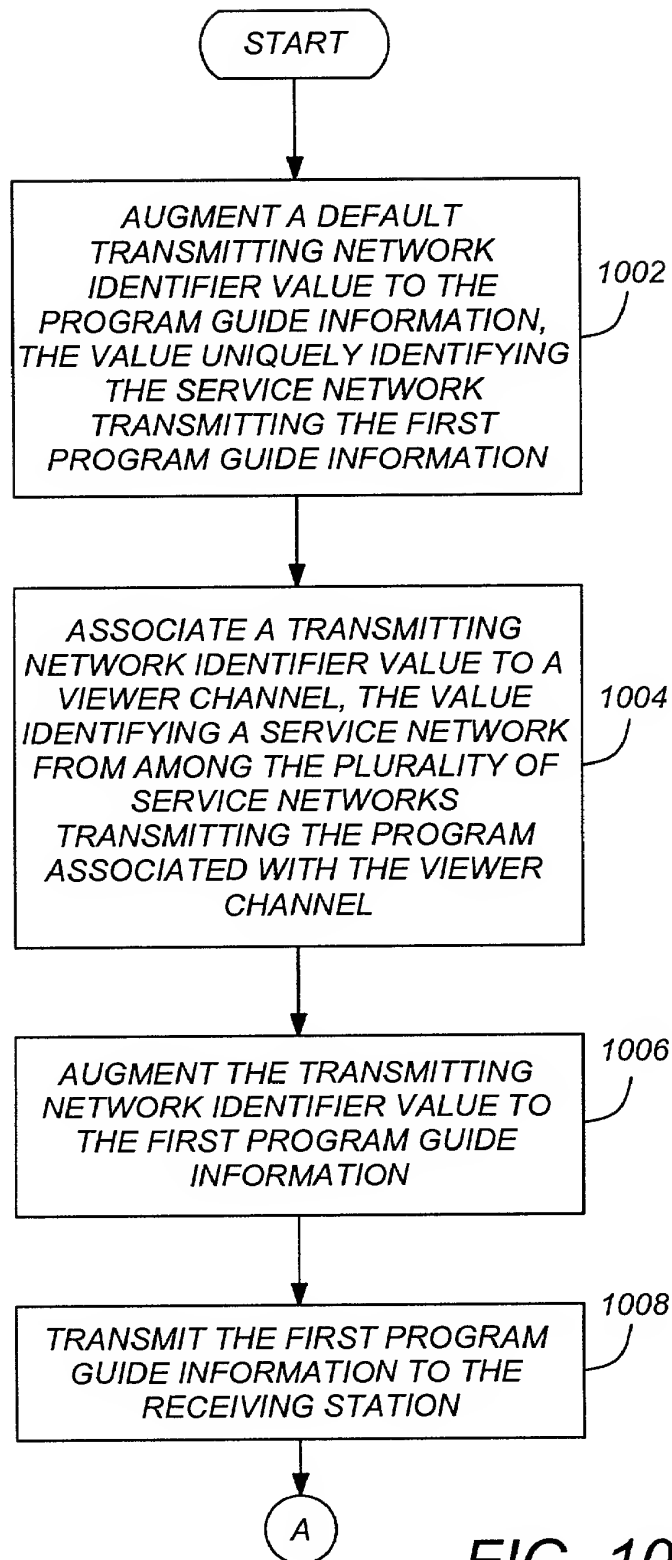 START
AUGMENT A DEFAULT
TRANSMITTING NETWORK
IDENTIFIER VALUE TO THE
PROGRAM GUIDE INFORMATION,
THE VALUE UNIQUELY IDENTIFYING
THE SERVICE NETWORK
TRANSMITTING THE FIRST
PROGRAM GUIDE INFORMATION
1002
ASSOCIATE A TRANSMITTING
NETWORK IDENTIFIER VALUE TO A
VIEWER CHANNEL, THE VALUE
IDENTIFYING A SERVICE NETWORK
FROM AMONG THE PLURALITY OF
SERVICE NETWORKS
TRANSMITTING THE PROGRAM
ASSOCIATED WITH THE VIEWER
CHANNEL
1004
AUGMENT THE TRANSMITTING
NETWORK IDENTIFIER VALUE TO
THE FIRST PROGRAM GUIDE
INFORMATION
1006
TRANSMIT THE FIRST PROGRAM
GUIDE INFORMATION TO THE
RECEIVING STATION
1008
A
FIG. 10